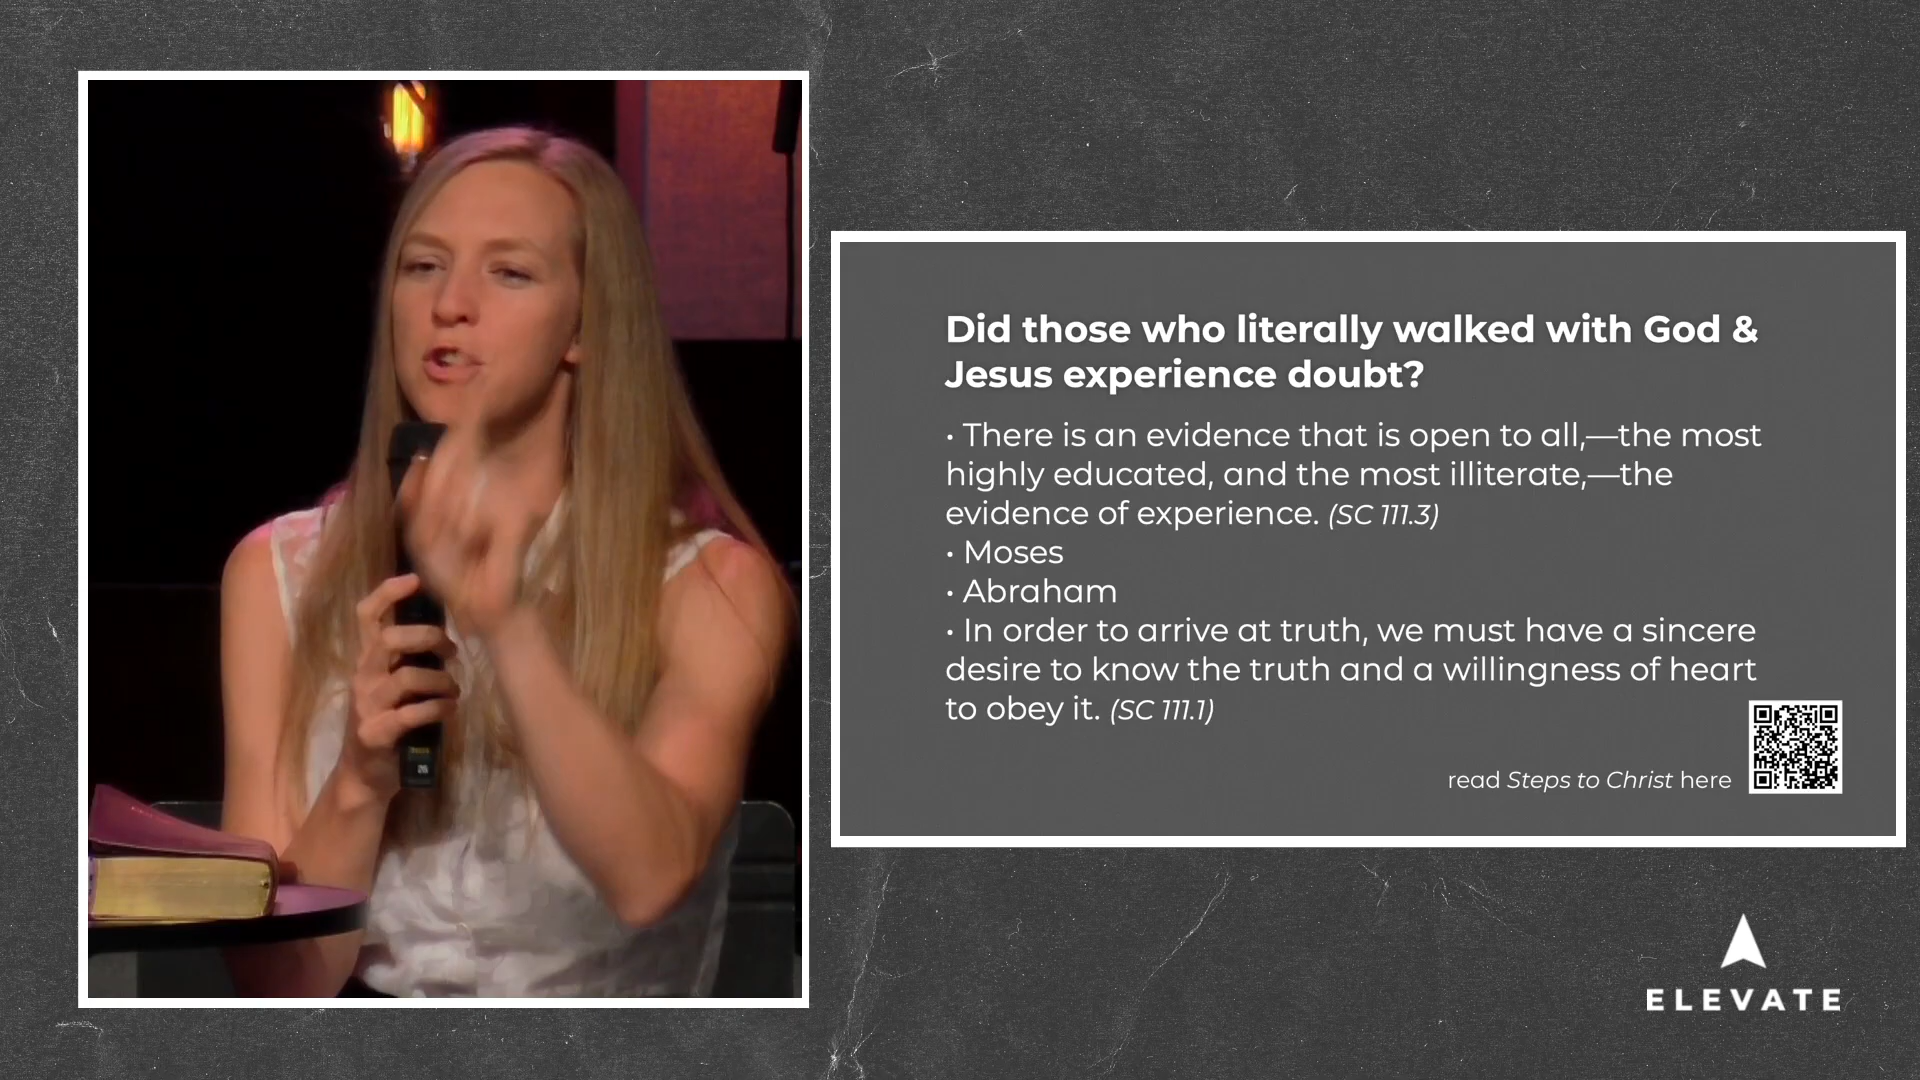 Did those who literally walked with God &
Jesus experience doubt?
• There is an evidence that is open to all,—the most
highly educated, and the most illiterate,—the
evidence of experience. (SC 111.3)
• Moses
• Abraham
• In order to arrive at truth, we must have a sincere
desire to know the truth and a willingness of heart
to obey it. (SC 111.1)
read Steps to Christ here
ELEVATE